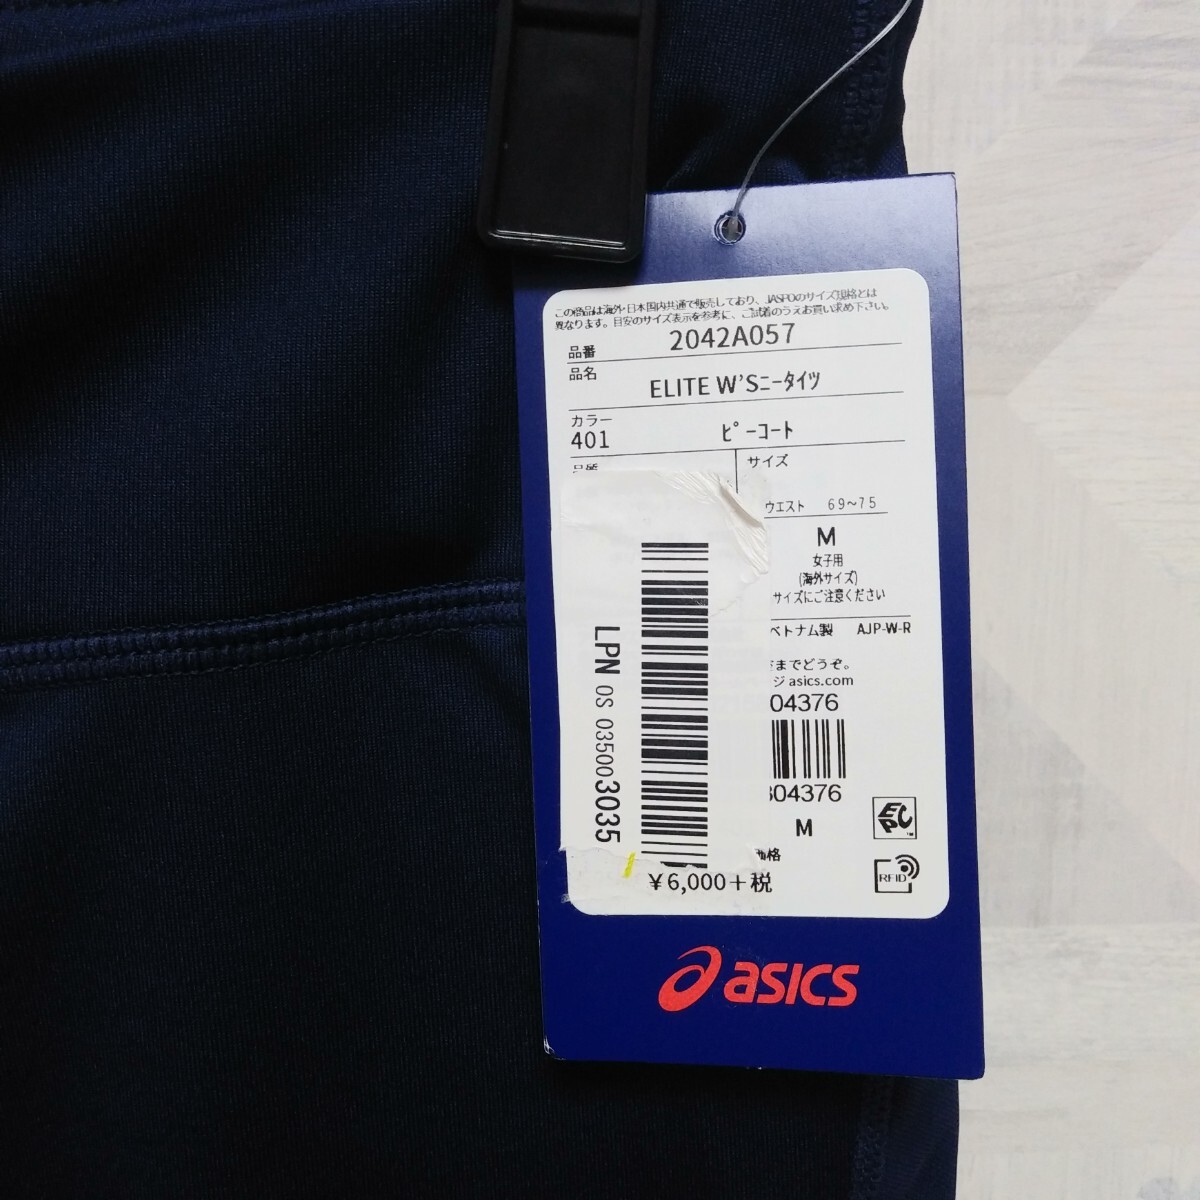 この商品は海外・日本国内共通で販売しており、JASPOのサイズ規格とは
異なります。目安のサイズ表示を参考に、ご試着のうえお買い求め下さい。
品番 2042A057
品名 ELITE W'Sﾆｰﾀｲﾂ
カラー
401 ﾋﾟｰｺｰﾄ
サイズ
ウエスト 69~75
M
女子用
(海外サイズ)
サイズにご注意ください
ベトナム製 AJP-W-R
までどうぞ。
ジ asics.com
04376
304376
M
価格
¥6,000+税
LPN 0S 035003035
EPC
RFID
asics